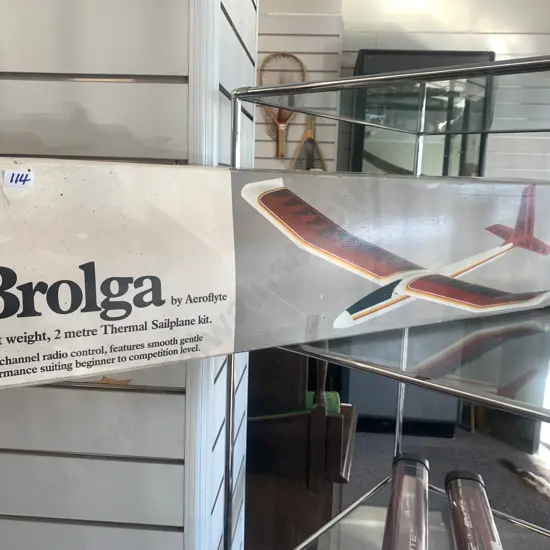 114
Brolga by Aeroflyte
t weight, 2 metre Thermal Sailplane kit.
channel radio control, features smooth gentle
ormance suiting beginner to competition level.